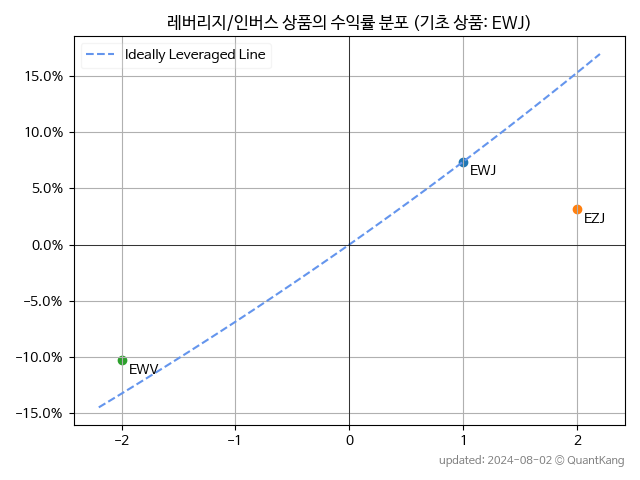 레버리지/인버스 상품의 수익률 분포 (기초 상품: EWJ)
Ideally Leveraged Line
15.0%
10.0%
5.0%
0.0%
−5.0%
−10.0%
−15.0%
EWJ
EZJ
EWV
−2
−1
0
1
2
updated: 2024-08-02 © QuantKang